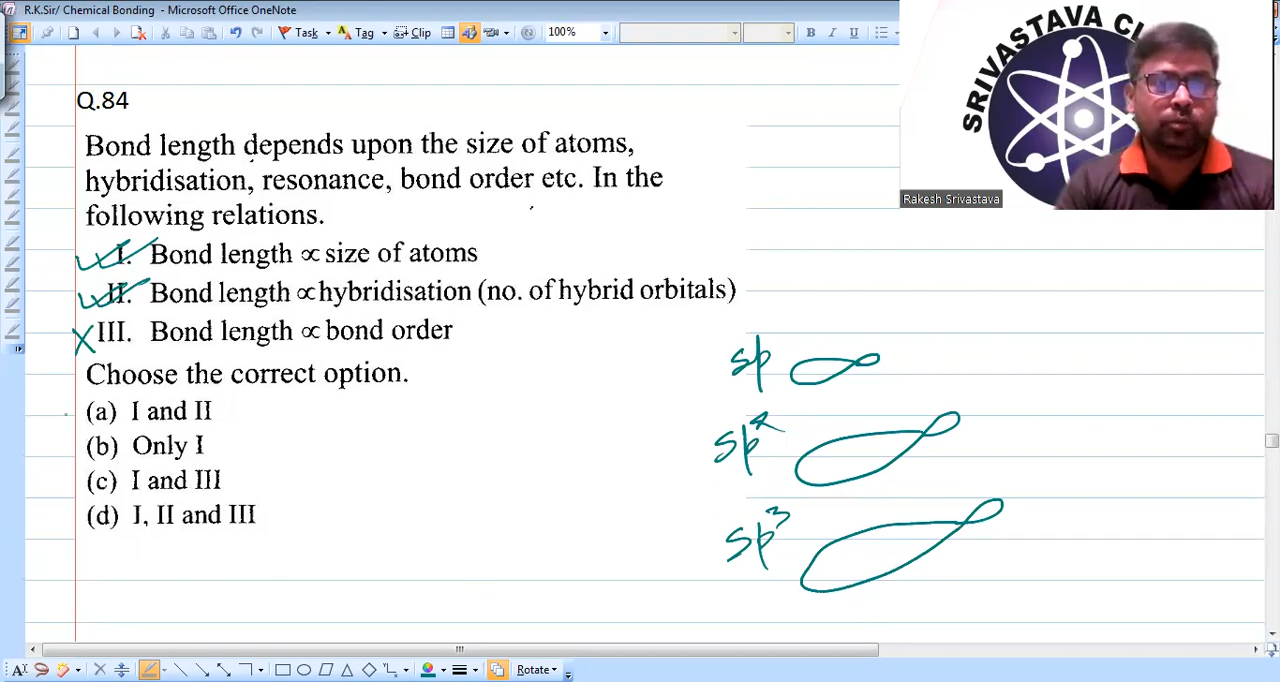 R.K.Sir/ Chemical Bonding - Microsoft Office OneNote
Task
Tag
Clip
100%
B I U
SRIVASTAVA CL
Rakesh Srivastava
Q.84
Bond length depends upon the size of atoms,
hybridisation, resonance, bond order etc. In the
following relations.
I. Bond length ∝ size of atoms
II. Bond length ∝ hybridisation (no. of hybrid orbitals)
III. Bond length ∝ bond order
Choose the correct option.
(a) I and II
(b) Only I
(c) I and III
(d) I, II and III
sp
sp²
sp³
Rotate